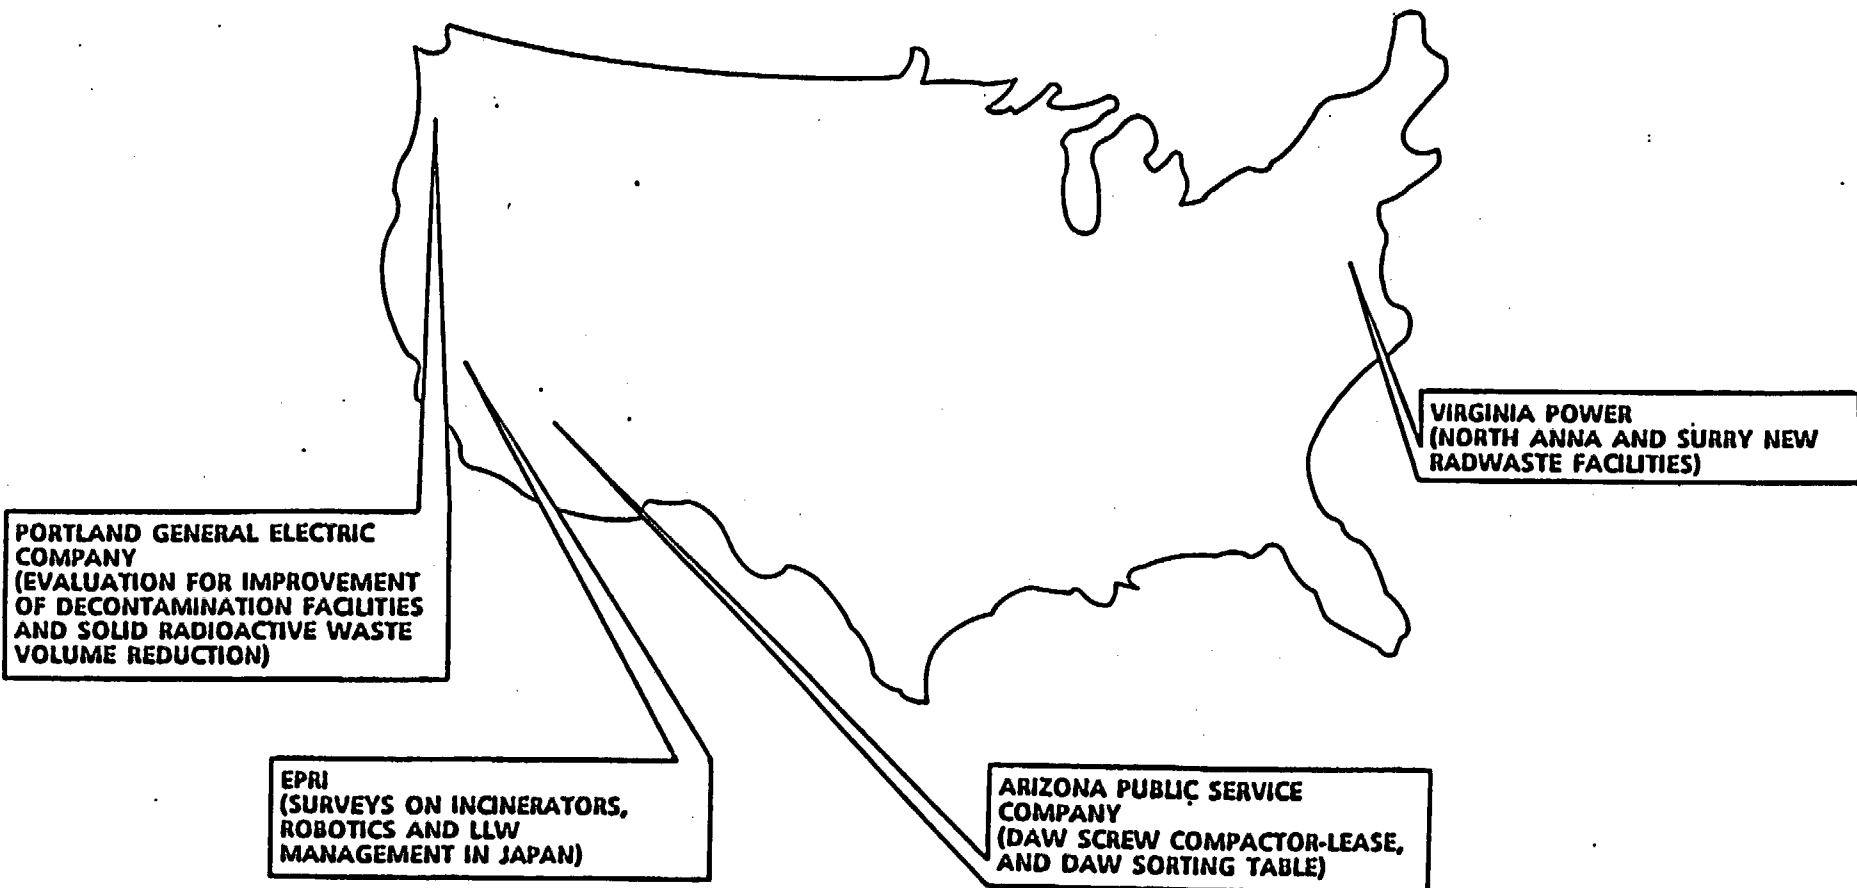 VIRGINIA POWER
(NORTH ANNA AND SURRY NEW
RADWASTE FACILITIES)
PORTLAND GENERAL ELECTRIC
COMPANY
(EVALUATION FOR IMPROVEMENT
OF DECONTAMINATION FACILITIES
AND SOLID RADIOACTIVE WASTE
VOLUME REDUCTION)
EPRI
(SURVEYS ON INCINERATORS,
ROBOTICS AND LLW
MANAGEMENT IN JAPAN)
ARIZONA PUBLIC SERVICE
COMPANY
(DAW SCREW COMPACTOR-LEASE,
AND DAW SORTING TABLE)